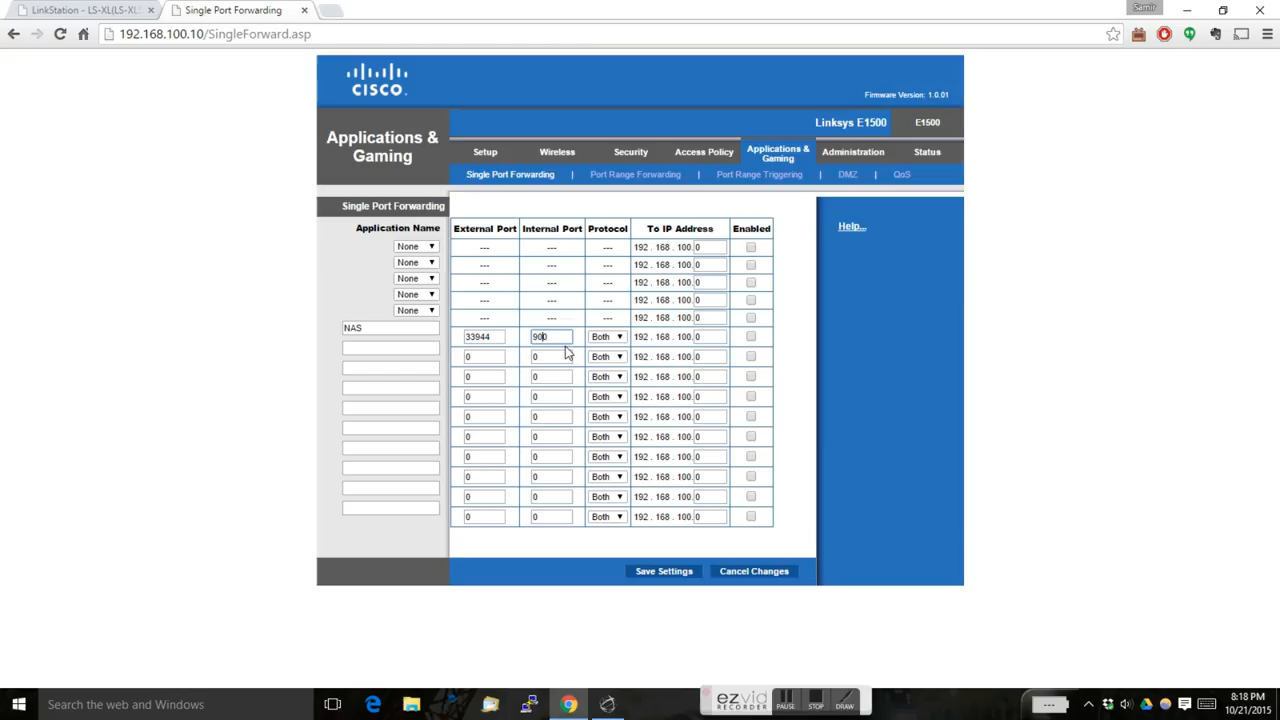 LinkStation - LS-XL(LS-XL
Single Port Forwarding
Samir
192.168.100.10/SingleForward.asp
CISCO.
Firmware Version: 1.0.01
Linksys E1500
E1500
Applications &
Gaming
Setup
Wireless
Security
Access Policy
Applications &
Gaming
Administration
Status
Single Port Forwarding | Port Range Forwarding | Port Range Triggering | DMZ | QoS
Single Port Forwarding
Help...
Application Name
External Port Internal Port Protocol To IP Address Enabled
None --- --- --- 192 . 168 . 100. 0
None --- --- --- 192 . 168 . 100. 0
None --- --- --- 192 . 168 . 100. 0
None --- --- --- 192 . 168 . 100. 0
None --- --- --- 192 . 168 . 100. 0
NAS 33944 900 Both 192 . 168 . 100. 0
0 0 Both 192 . 168 . 100. 0
0 0 Both 192 . 168 . 100. 0
0 0 Both 192 . 168 . 100. 0
0 0 Both 192 . 168 . 100. 0
0 0 Both 192 . 168 . 100. 0
0 0 Both 192 . 168 . 100. 0
0 0 Both 192 . 168 . 100. 0
0 0 Both 192 . 168 . 100. 0
0 0 Both 192 . 168 . 100. 0
Save Settings
Cancel Changes
Search the web and Windows
ezvid
RECORDER
PAUSE
STOP
DRAW
---
8:18 PM
10/21/2015